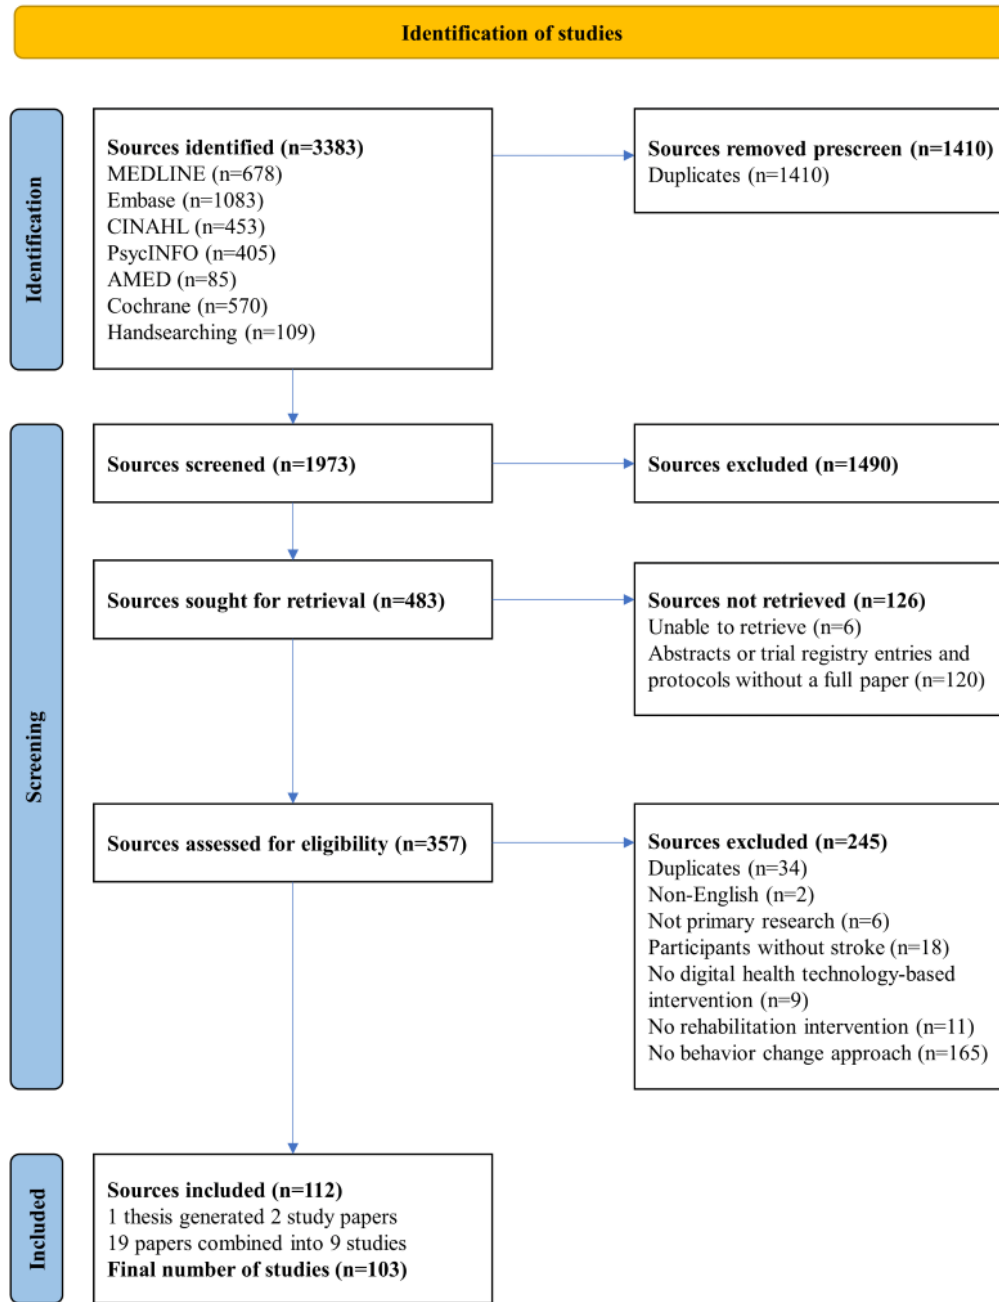 Identification of studies
Identification
Sources identified (n=3383)
MEDLINE (n=678)
Embase (n=1083)
CINAHL (n=453)
PsycINFO (n=405)
AMED (n=85)
Cochrane (n=570)
Handsearching (n=109)
Sources removed prescreen (n=1410)
Duplicates (n=1410)
Screening
Sources screened (n=1973)
Sources excluded (n=1490)
Sources sought for retrieval (n=483)
Sources not retrieved (n=126)
Unable to retrieve (n=6)
Abstracts or trial registry entries and
protocols without a full paper (n=120)
Sources assessed for eligibility (n=357)
Sources excluded (n=245)
Duplicates (n=34)
Non-English (n=2)
Not primary research (n=6)
Participants without stroke (n=18)
No digital health technology-based
intervention (n=9)
No rehabilitation intervention (n=11)
No behavior change approach (n=165)
Included
Sources included (n=112)
1 thesis generated 2 study papers
19 papers combined into 9 studies
Final number of studies (n=103)